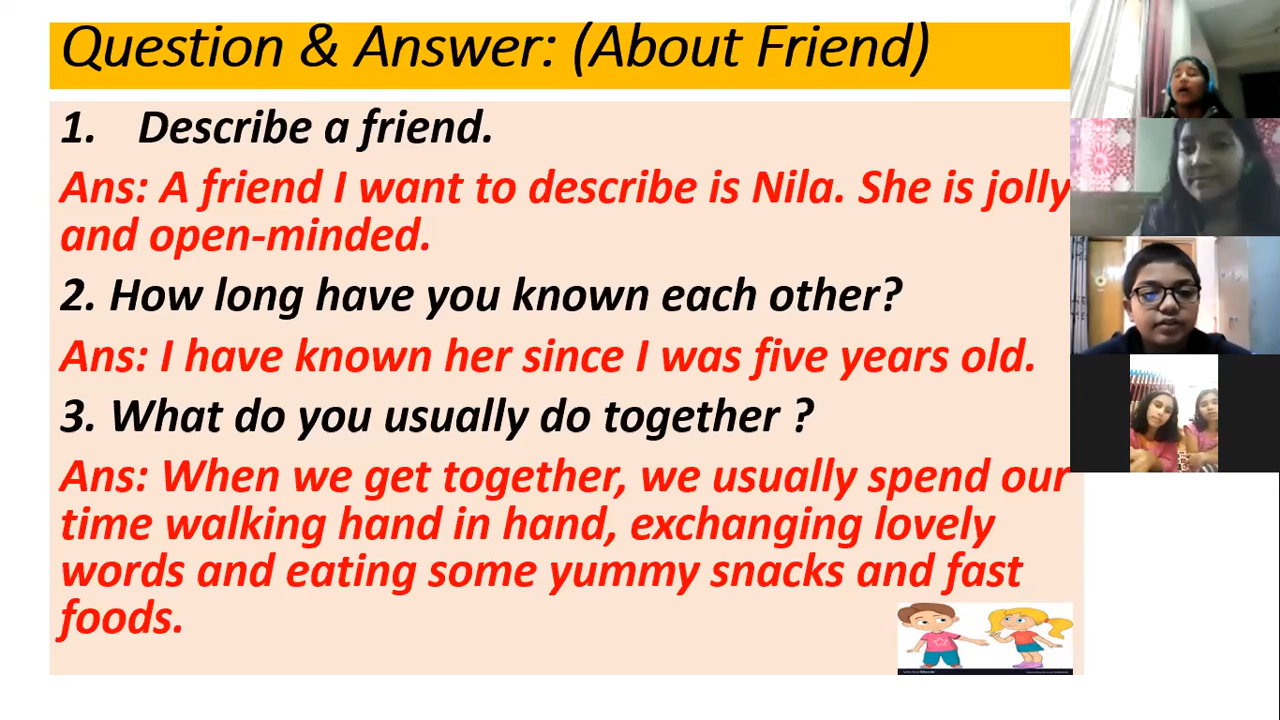 Question & Answer: (About Friend)
1. Describe a friend.
Ans: A friend I want to describe is Nila. She is jolly
and open-minded.
2. How long have you known each other?
Ans: I have known her since I was five years old.
3. What do you usually do together ?
Ans: When we get together, we usually spend our
time walking hand in hand, exchanging lovely
words and eating some yummy snacks and fast
foods.